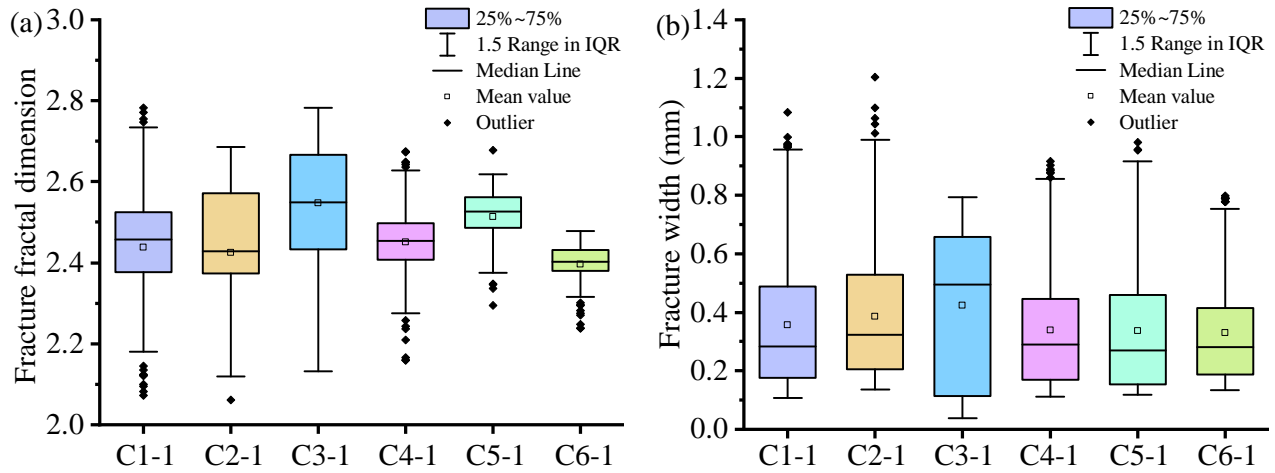 (a)
Fracture fractal dimension
3.0
2.8
2.6
2.4
2.2
2.0
25%~75%
1.5 Range in IQR
Median Line
Mean value
Outlier
C1-1 C2-1 C3-1 C4-1 C5-1 C6-1
(b)
Fracture width (mm)
1.4
1.2
1.0
0.8
0.6
0.4
0.2
0.0
25%~75%
1.5 Range in IQR
Median Line
Mean value
Outlier
C1-1 C2-1 C3-1 C4-1 C5-1 C6-1